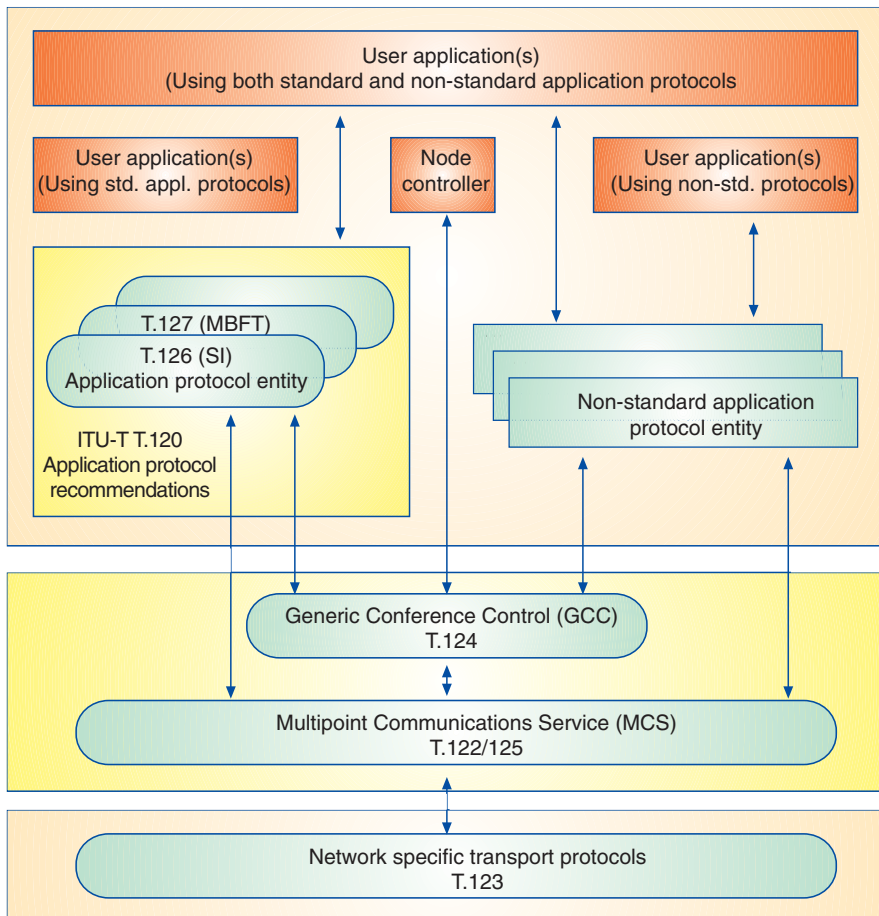 User application(s)
(Using both standard and non-standard application protocols
User application(s)
(Using std. appl. protocols)
Node
controller
User application(s)
(Using non-std. protocols)
T.127 (MBFT)
T.126 (SI)
Application protocol entity
ITU-T T.120
Application protocol
recommendations
Non-standard application
protocol entity
Generic Conference Control (GCC)
T.124
Multipoint Communications Service (MCS)
T.122/125
Network specific transport protocols
T.123